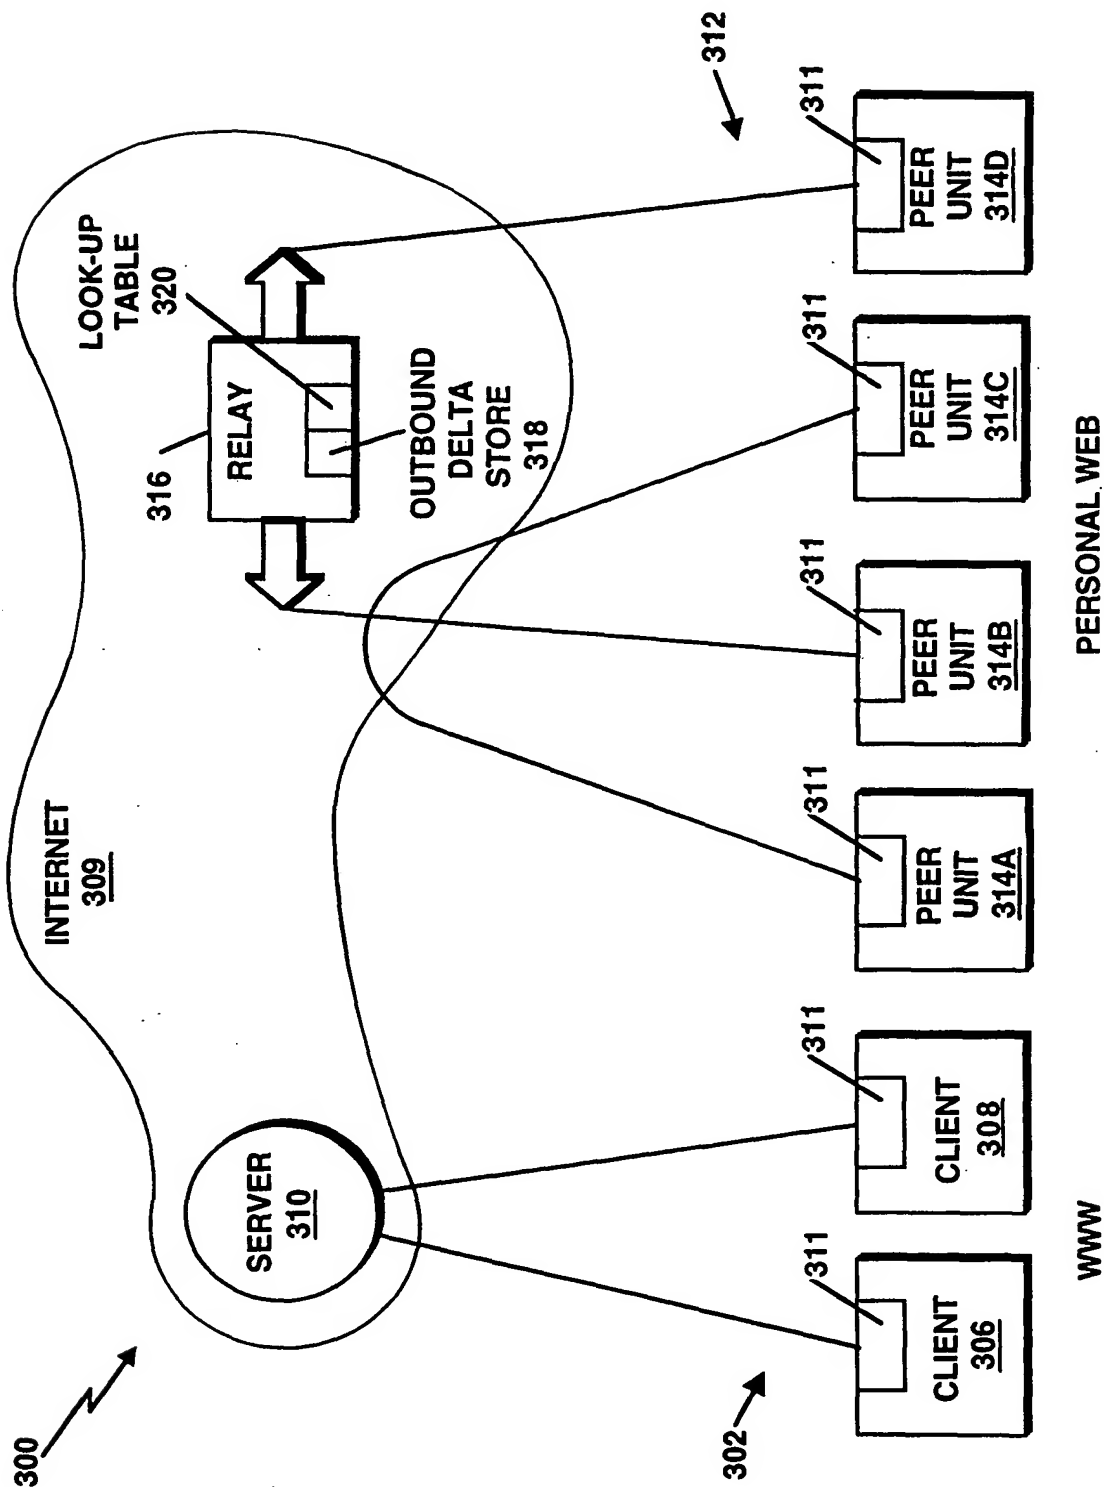 300
INTERNET
309
LOOK-UP
TABLE
320
316
RELAY
OUTBOUND
DELTA
STORE
318
SERVER
310
302
312
311
311
311
311
311
311
CLIENT
306
CLIENT
308
PEER
UNIT
314A
PEER
UNIT
314B
PEER
UNIT
314C
PEER
UNIT
314D
WWW
PERSONAL WEB